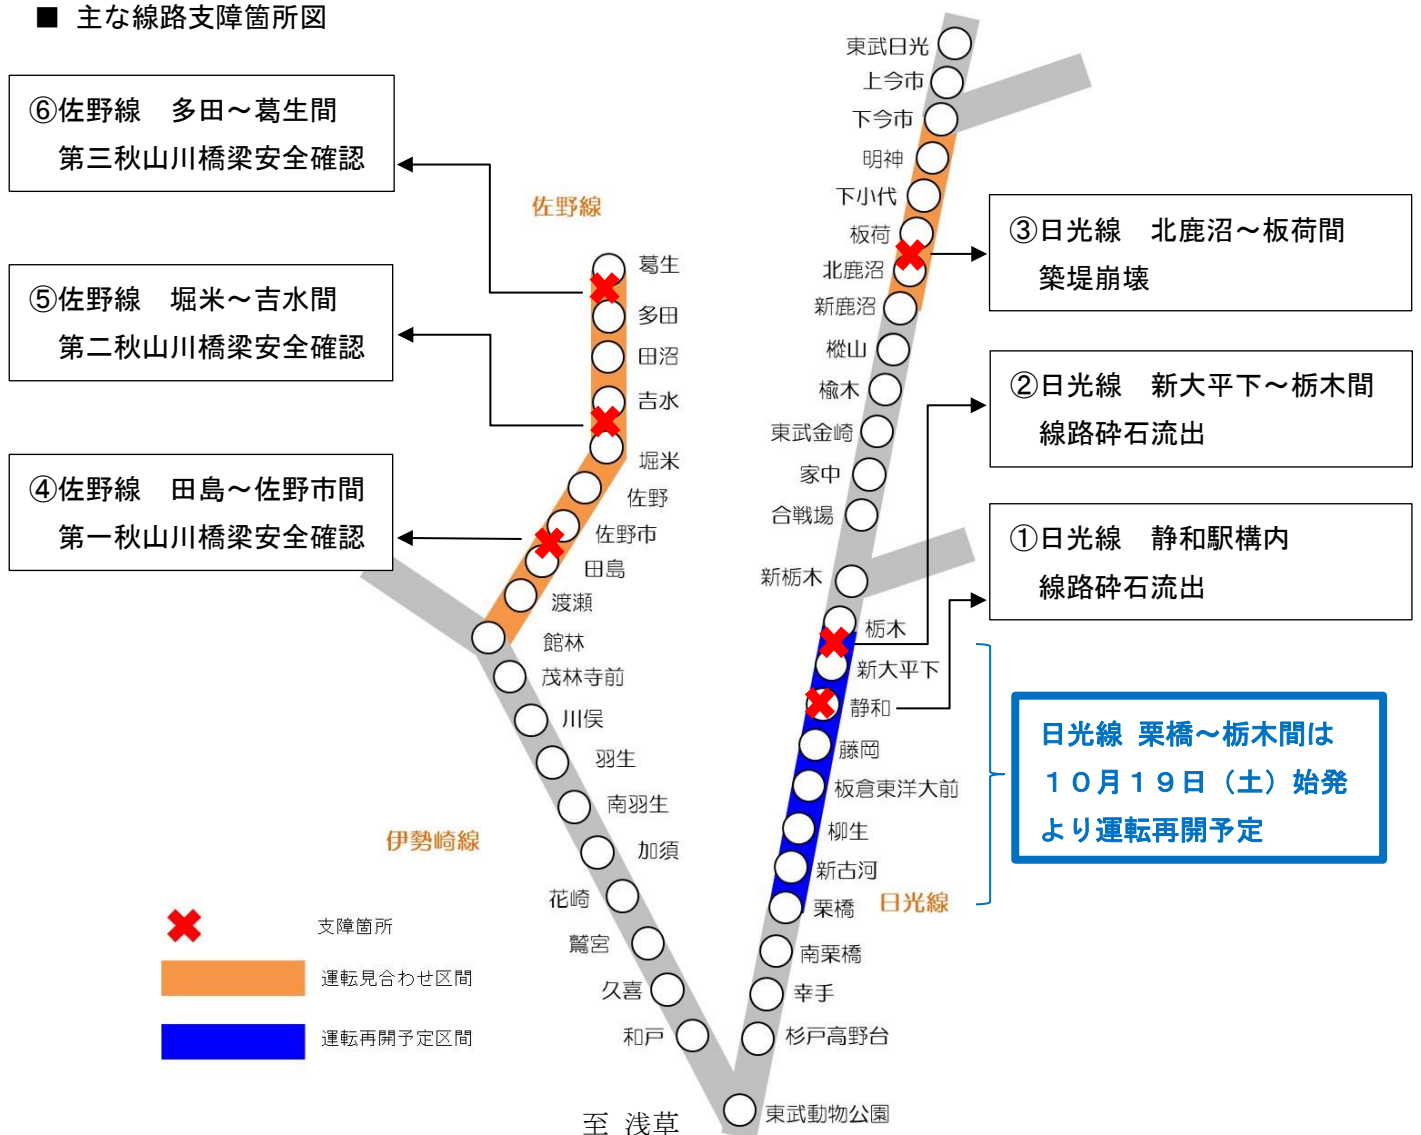 ■ 主な線路支障箇所図
⑥佐野線　多田～葛生間
第三秋山川橋梁安全確認
⑤佐野線　堀米～吉水間
第二秋山川橋梁安全確認
④佐野線　田島～佐野市間
第一秋山川橋梁安全確認
佐野線
葛生
多田
田沼
吉水
堀米
佐野
佐野市
田島
渡瀬
館林
茂林寺前
川俣
羽生
南羽生
加須
花崎
鷲宮
久喜
和戸
伊勢崎線
東武日光
上今市
下今市
明神
下小代
板荷
北鹿沼
新鹿沼
樅山
楡木
東武金崎
家中
合戦場
新栃木
栃木
新大平下
静和
藤岡
板倉東洋大前
柳生
新古河
栗橋
南栗橋
幸手
杉戸高野台
東武動物公園
日光線
③日光線　北鹿沼～板荷間
築堤崩壊
②日光線　新大平下～栃木間
線路砕石流出
①日光線　静和駅構内
線路砕石流出
日光線 栗橋～栃木間は
１０月１９日（土）始発
より運転再開予定
支障箇所
運転見合わせ区間
運転再開予定区間
至 浅草